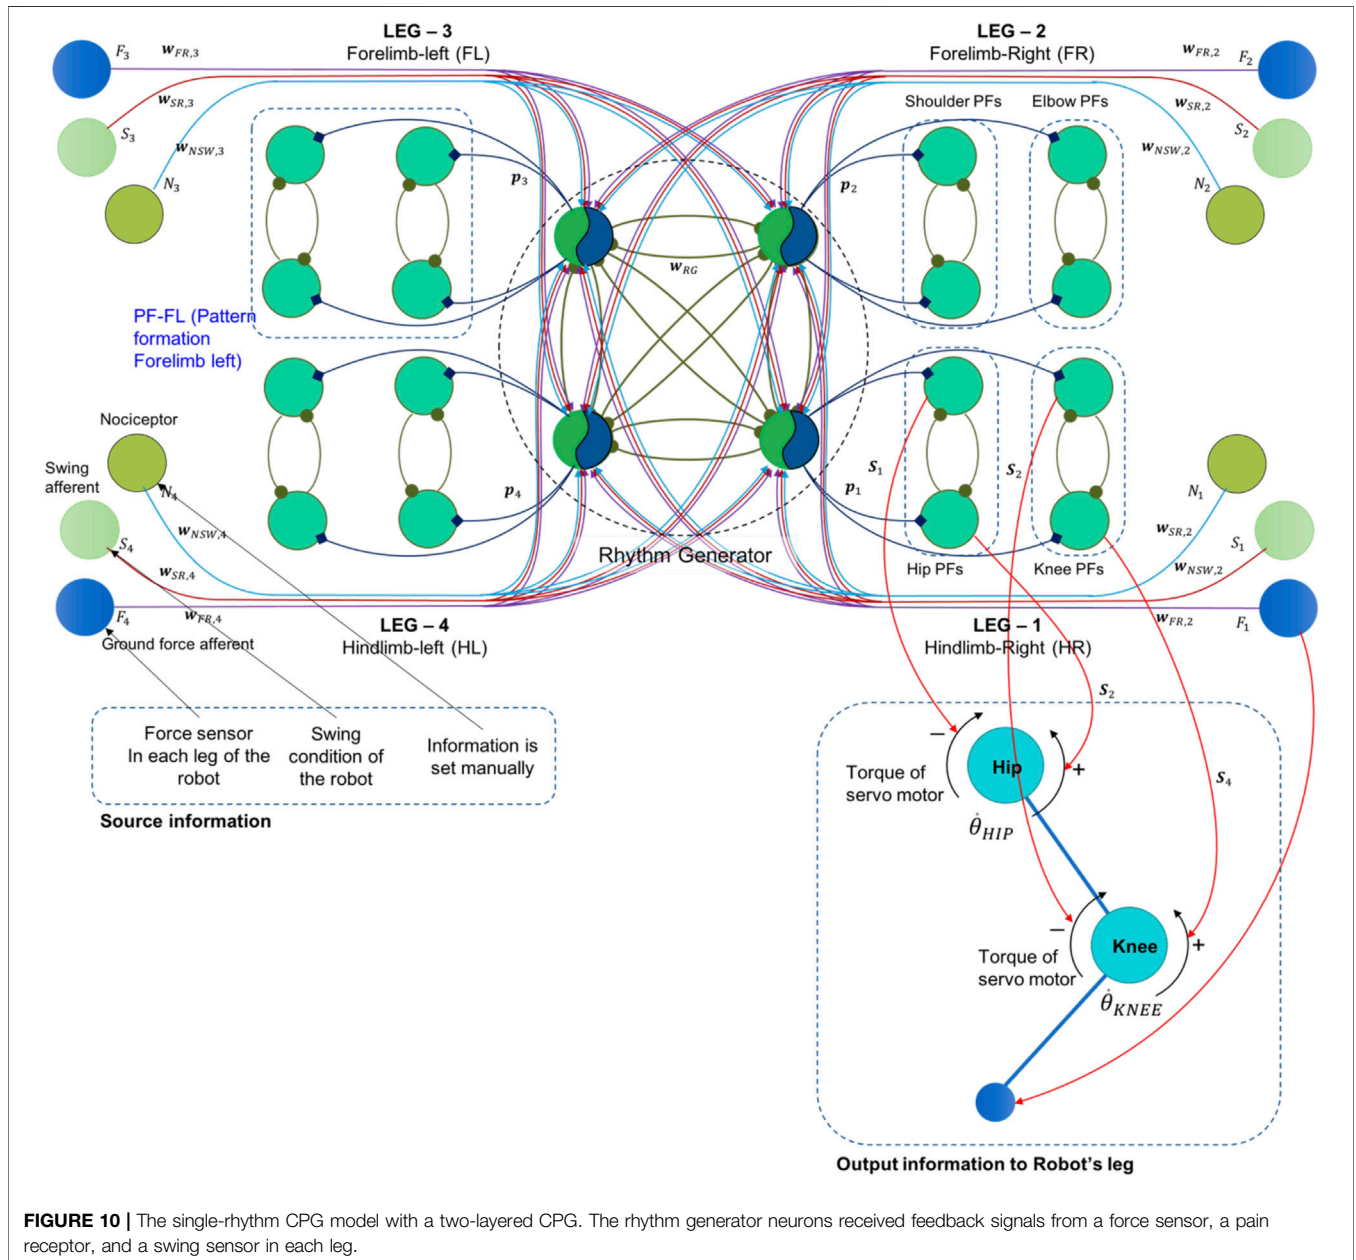 LEG – 3
Forelimb-left (FL)
LEG – 2
Forelimb-Right (FR)
F3
wFR,3
wSR,3
S3
wNSW,3
N3
wFR,2
F2
wSR,2
S2
wNSW,2
N2
Shoulder PFs
Elbow PFs
p3
p2
wRG
PF-FL (Pattern
formation
Forelimb left)
Nociceptor
N4
Swing
afferent
S4
wNSW,4
wSR,4
F4
wFR,4
Ground force afferent
p4
Rhythm Generator
S1
p1
S2
Hip PFs
Knee PFs
N1
wSR,2
S1
wNSW,2
wFR,2
F1
LEG – 4
Hindlimb-left (HL)
LEG – 1
Hindlimb-Right (HR)
Force sensor
In each leg of the
robot
Swing
condition of
the robot
Information is
set manually
Source information
S2
S4
−
Hip
+
Torque of
servo motor
θ̇HIP
−
Knee
+
Torque of
servo motor
θ̇KNEE
Output information to Robot's leg
FIGURE 10 | The single-rhythm CPG model with a two-layered CPG. The rhythm generator neurons received feedback signals from a force sensor, a pain
receptor, and a swing sensor in each leg.